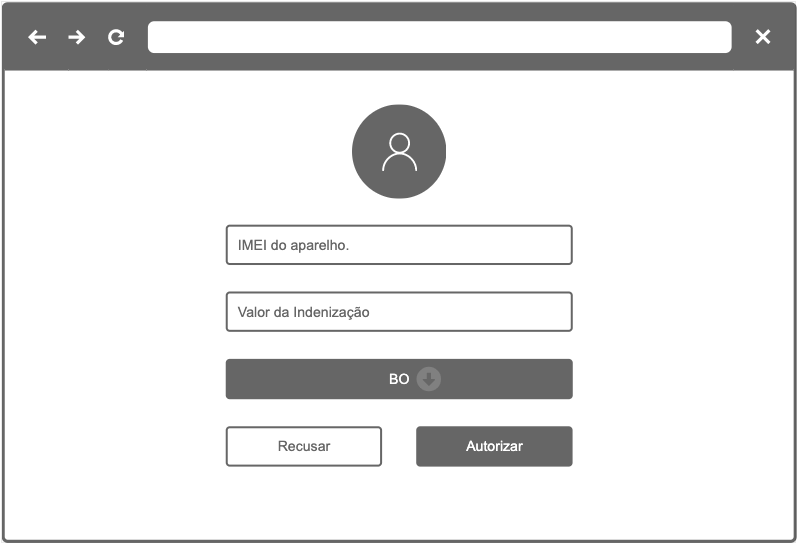 IMEI do aparelho.
Valor da Indenização
BO
Recusar
Autorizar